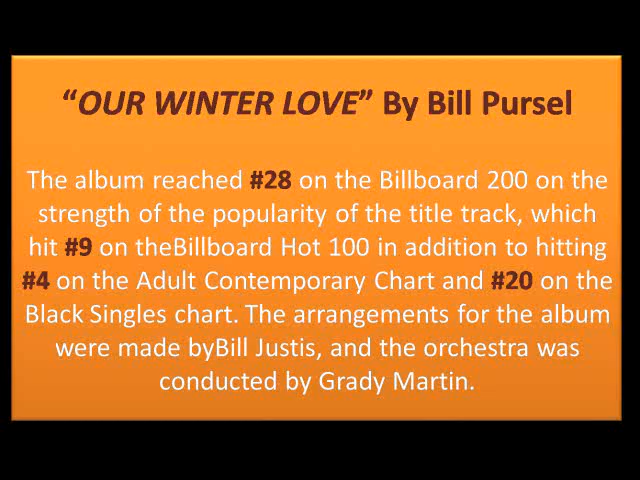 “OUR WINTER LOVE” By Bill Pursel
The album reached #28 on the Billboard 200 on the
strength of the popularity of the title track, which
hit #9 on theBillboard Hot 100 in addition to hitting
#4 on the Adult Contemporary Chart and #20 on the
Black Singles chart. The arrangements for the album
were made byBill Justis, and the orchestra was
conducted by Grady Martin.